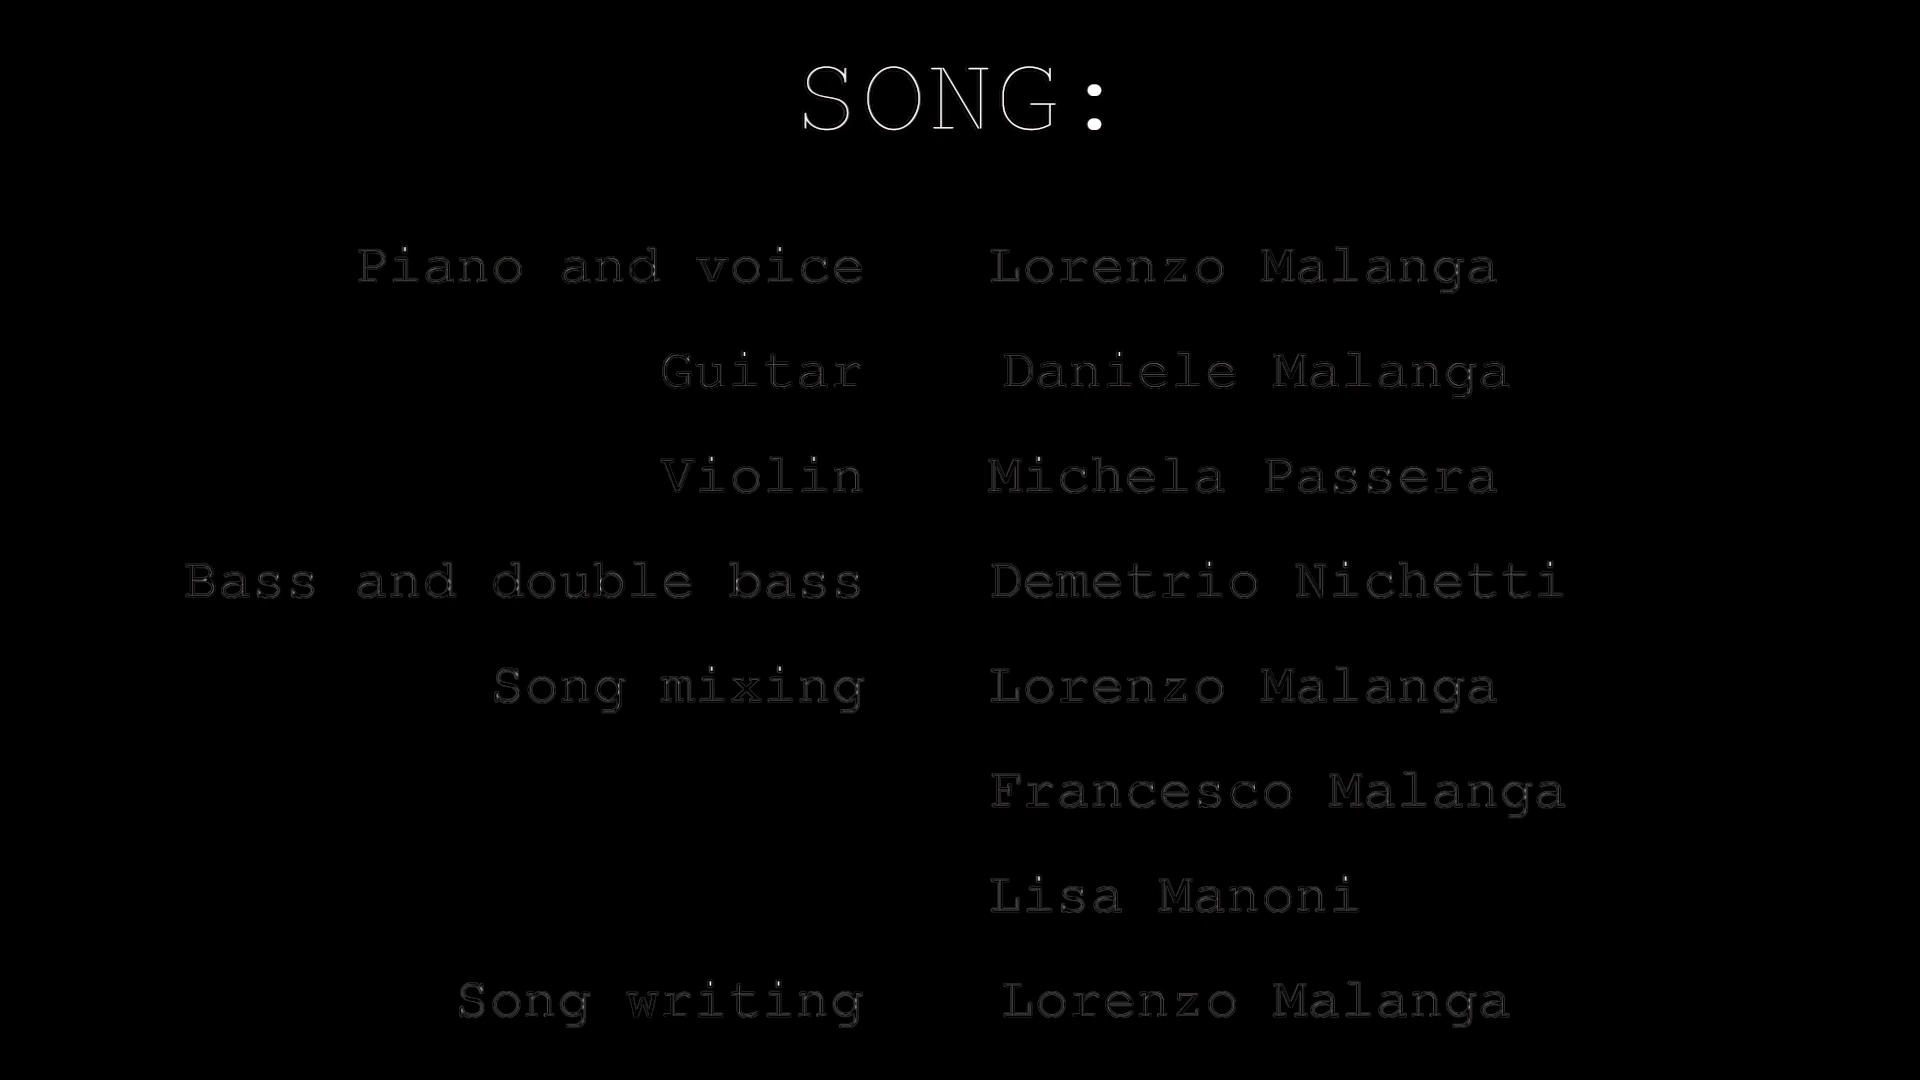 SONG:
Piano and voice Lorenzo Malanga
Guitar Daniele Malanga
Violin Michela Passera
Bass and double bass Demetrio Nichetti
Song mixing Lorenzo Malanga
Francesco Malanga
Lisa Manoni
Song writing Lorenzo Malanga